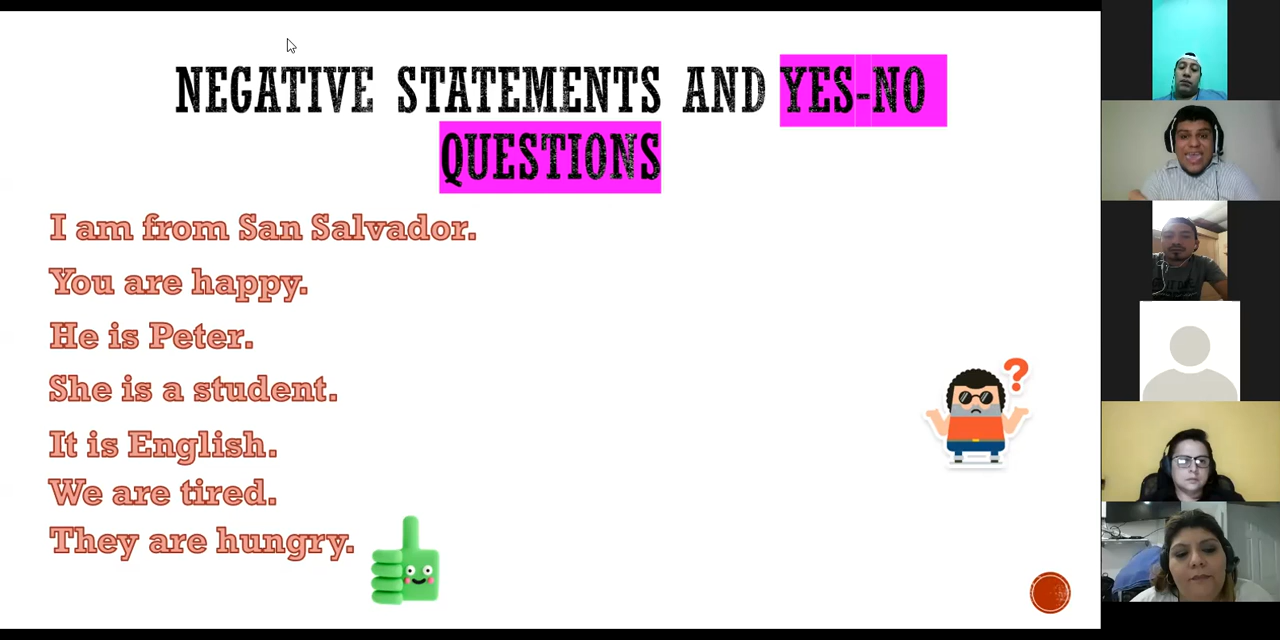 NEGATIVE STATEMENTS AND YES-NO
QUESTIONS
I am from San Salvador.
You are happy.
He is Peter.
She is a student.
It is English.
We are tired.
They are hungry.
?